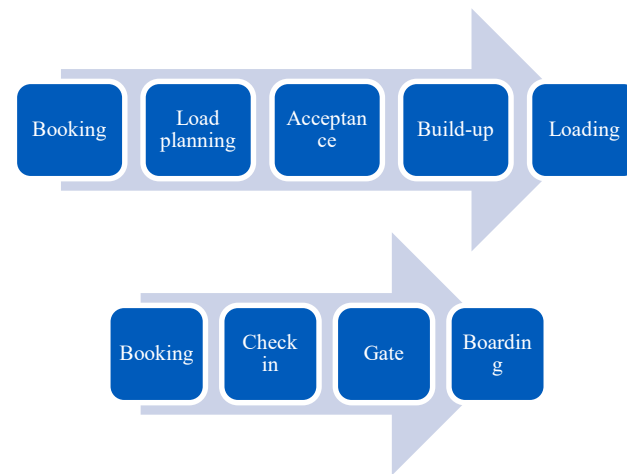 Booking
Load
planning
Acceptan
ce
Build-up
Loading
Booking
Check
in
Gate
Boardin
g